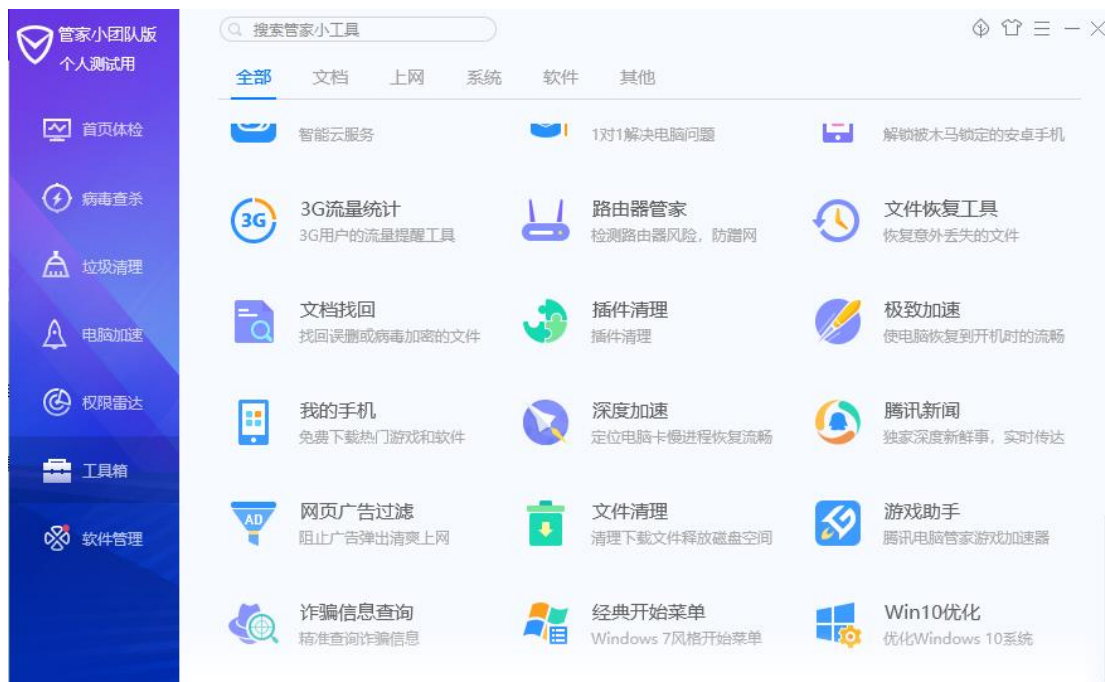 管家小团队版
个人测试用
搜索管家小工具
全部 文档 上网 系统 软件 其他
首页体检
病毒查杀
垃圾清理
电脑加速
权限雷达
工具箱
软件管理
智能云服务
1对1解决电脑问题
解锁被木马锁定的安卓手机
3G
3G流量统计
3G用户的流量提醒工具
路由器管家
检测路由器风险，防蹭网
文件恢复工具
恢复意外丢失的文件
文档找回
找回误删或病毒加密的文件
插件清理
插件清理
极致加速
使电脑恢复到开机时的流畅
我的手机
免费下载热门游戏和软件
深度加速
定位电脑卡慢进程恢复流畅
腾讯新闻
独家深度新鲜事，实时传达
AD
网页广告过滤
阻止广告弹出清爽上网
文件清理
清理下载文件释放磁盘空间
游戏助手
腾讯电脑管家游戏加速器
诈骗信息查询
精准查询诈骗信息
经典开始菜单
Windows 7风格开始菜单
Win10优化
优化Windows 10系统